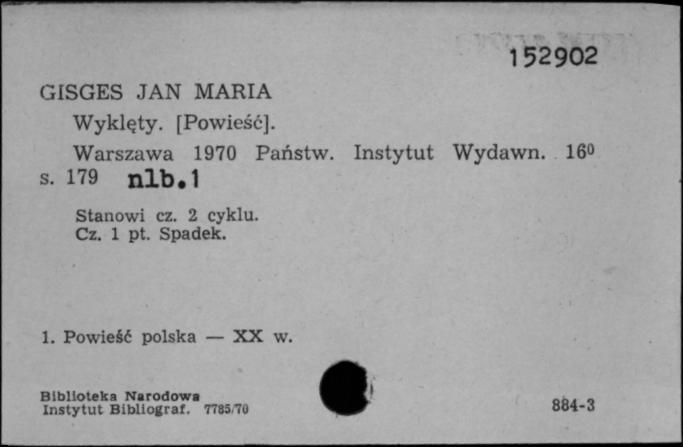 152902
GISGES JAN MARIA
Wyklęty. [Powieść].
Warszawa 1970 Państw. Instytut Wydawn. 16⁰
s. 179 nlb.1
Stanowi cz. 2 cyklu.
Cz. 1 pt. Spadek.
1. Powieść polska — XX w.
Biblioteka Narodowa
Instytut Bibliograf. 7785/70
884-3